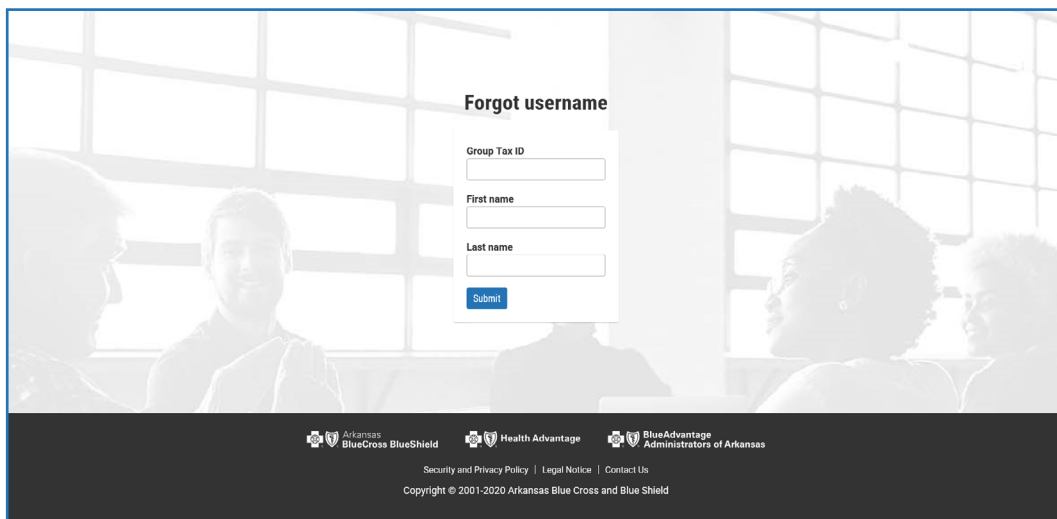 Forgot username
Group Tax ID
First name
Last name
Submit
Arkansas
BlueCross BlueShield
Health Advantage
BlueAdvantage
Administrators of Arkansas
Security and Privacy Policy | Legal Notice | Contact Us
Copyright © 2001-2020 Arkansas Blue Cross and Blue Shield